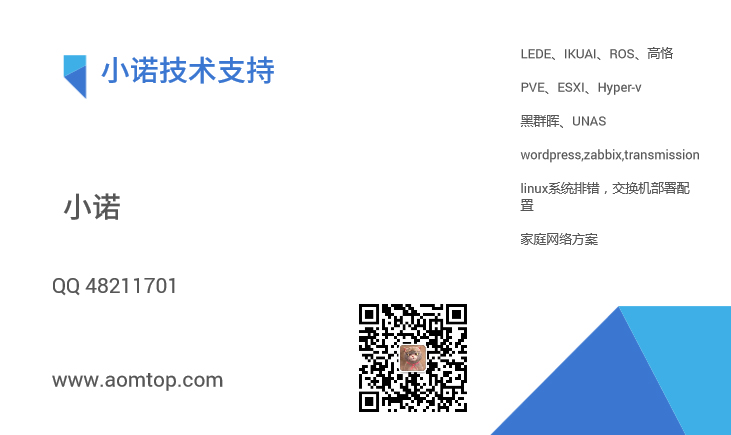 小诺技术支持
小诺
QQ 48211701
www.aomtop.com
LEDE、IKUAI、ROS、高恪
PVE、ESXI、Hyper-v
黑群晖、UNAS
wordpress,zabbix,transmission
linux系统排错，交换机部署配
置
家庭网络方案